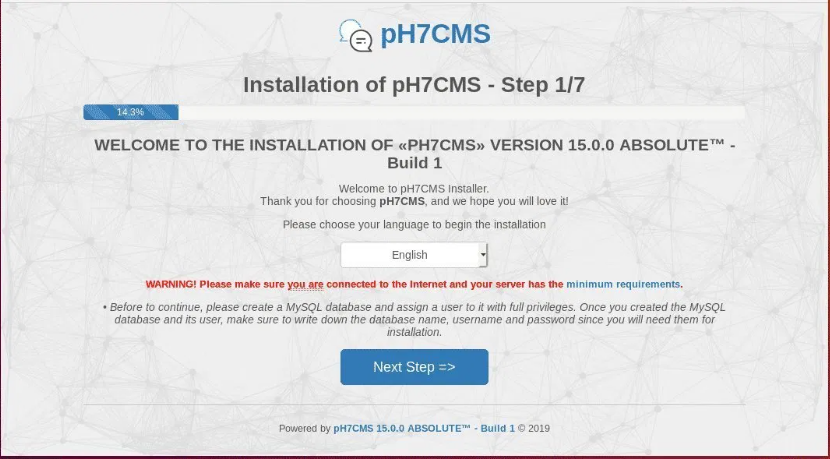 pH7CMS
Installation of pH7CMS - Step 1/7
14.3%
WELCOME TO THE INSTALLATION OF «PH7CMS» VERSION 15.0.0 ABSOLUTE™ -
Build 1
Welcome to pH7CMS Installer.
Thank you for choosing pH7CMS, and we hope you will love it!
Please choose your language to begin the installation
English
WARNING! Please make sure you are connected to the Internet and your server has the minimum requirements.
• Before to continue, please create a MySQL database and assign a user to it with full privileges. Once you created the MySQL
database and its user, make sure to write down the database name, username and password since you will need them for
installation.
Next Step =>
Powered by pH7CMS 15.0.0 ABSOLUTE™ - Build 1 © 2019